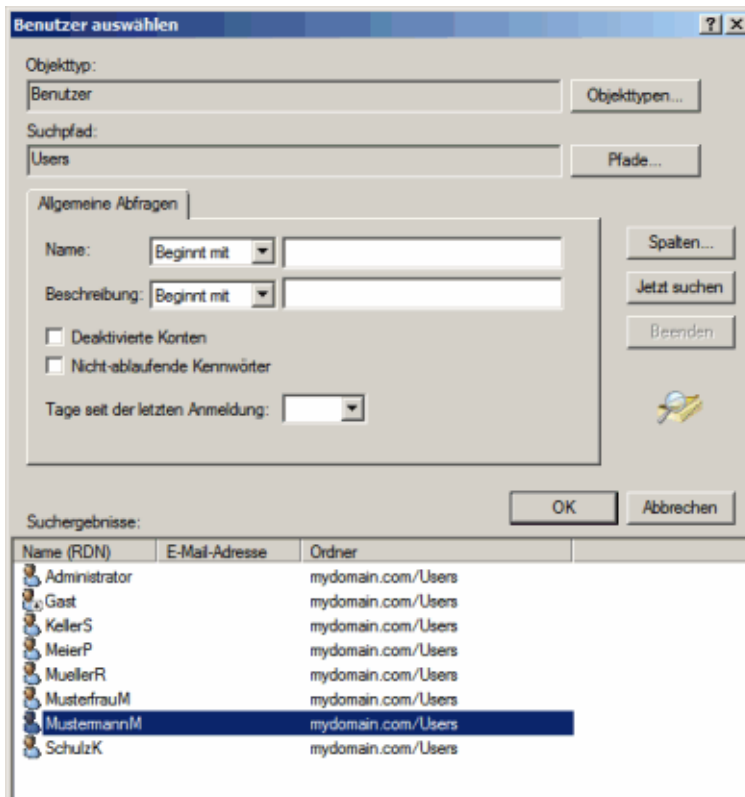 Benutzer auswählen
Objekttyp:
Benutzer
Objekttypen...
Suchpfad:
Users
Pfade...
Allgemeine Abfragen
Name: Beginnt mit
Spalten...
Beschreibung: Beginnt mit
Jetzt suchen
Deaktivierte Konten
Beenden
Nicht-ablaufende Kennwörter
Tage seit der letzten Anmeldung:
OK Abbrechen
Suchergebnisse:
Name (RDN) E-Mail-Adresse Ordner
Administrator mydomain.com/Users
Gast mydomain.com/Users
KellerS mydomain.com/Users
MeierP mydomain.com/Users
MuellerR mydomain.com/Users
MusterfrauM mydomain.com/Users
MustermannM mydomain.com/Users
SchulzK mydomain.com/Users